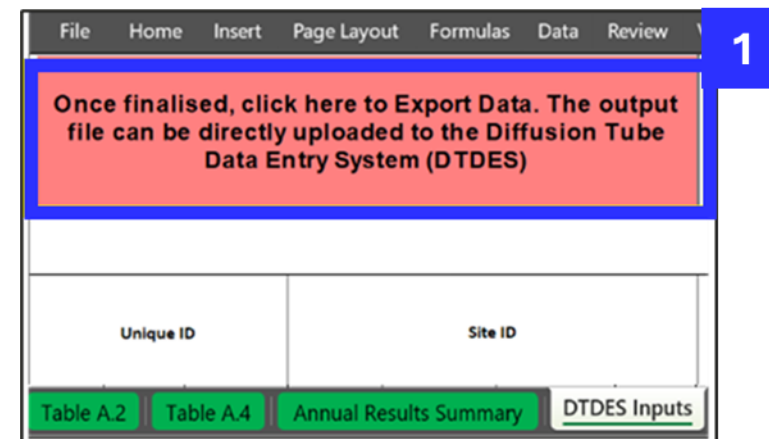 File Home Insert Page Layout Formulas Data Review
1
Once finalised, click here to Export Data. The output
file can be directly uploaded to the Diffusion Tube
Data Entry System (DTDES)
Unique ID Site ID
Table A.2 Table A.4 Annual Results Summary DTDES Inputs